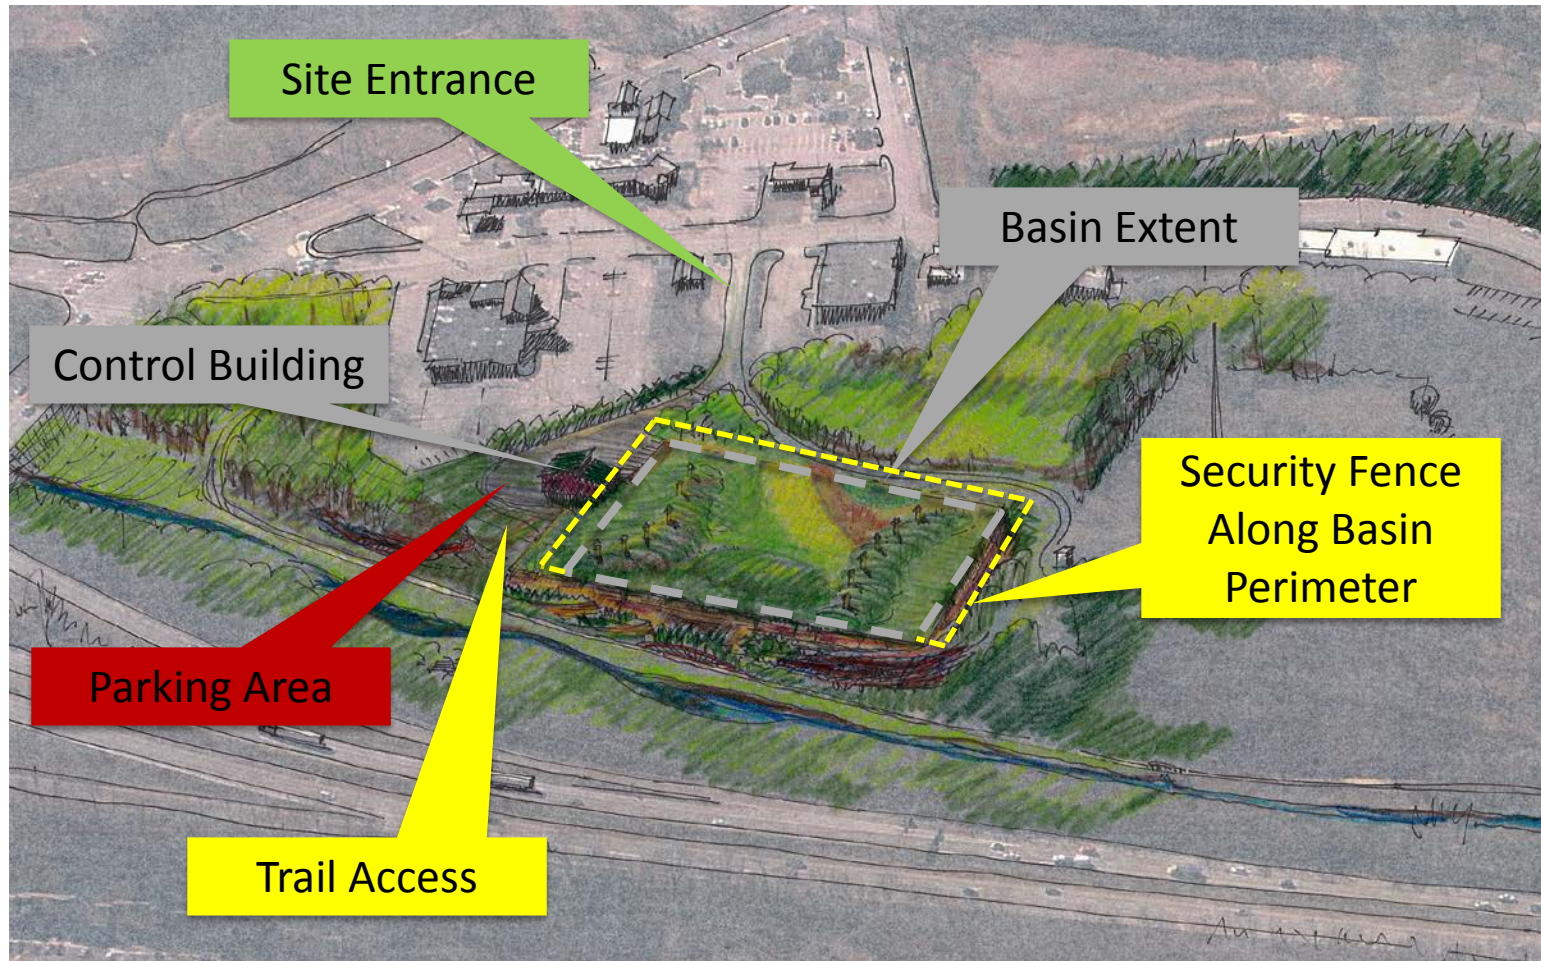 Site Entrance
Basin Extent
Control Building
Security Fence
Along Basin
Perimeter
Parking Area
Trail Access